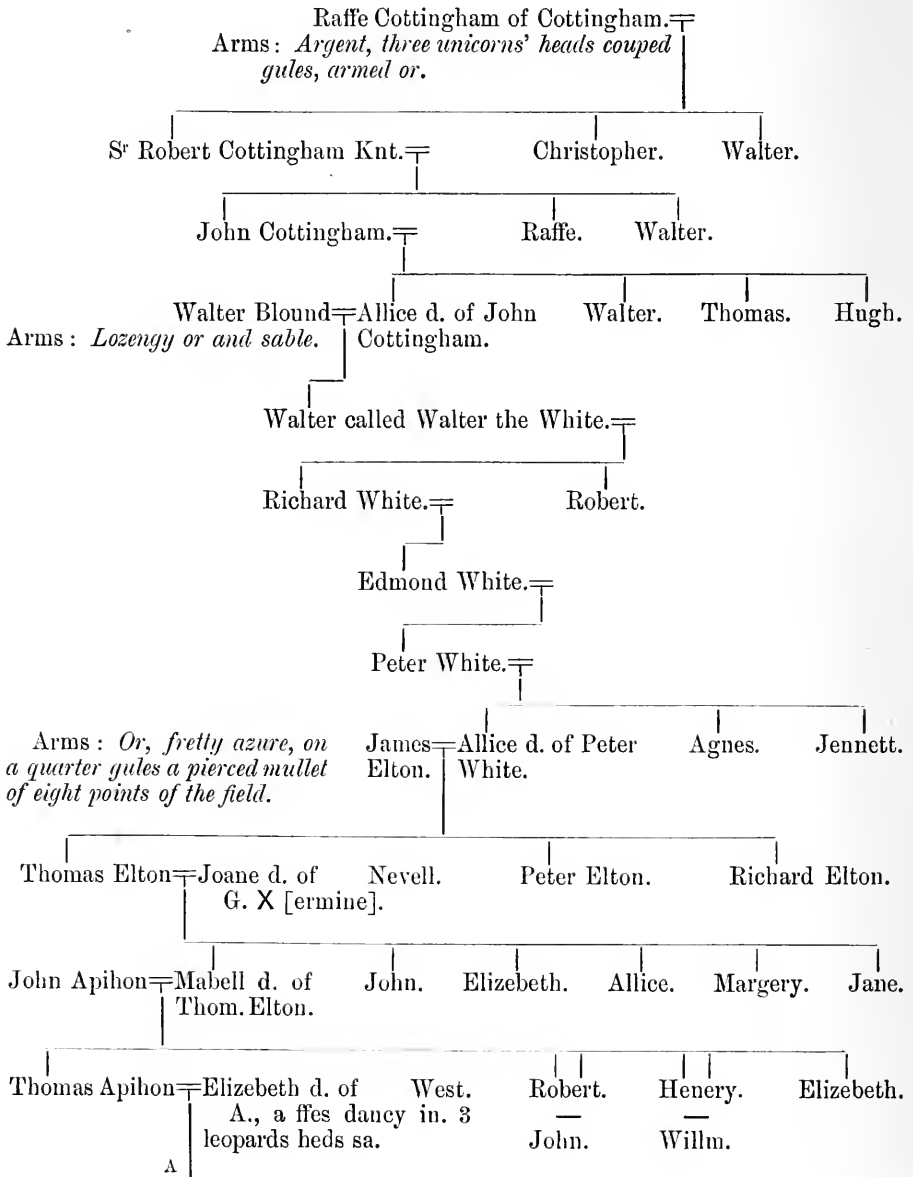 Raffe Cottingham of Cottingham.
Arms: Argent, three unicorns' heads couped
gules, armed or.
Sr Robert Cottingham Knt. Christopher. Walter.
John Cottingham. Raffe. Walter.
Walter Blound Allice d. of John Walter. Thomas. Hugh.
Arms: Lozengy or and sable. Cottingham.
Walter called Walter the White.
Richard White. Robert.
Edmond White.
Peter White.
Arms: Or, fretty azure, on James Allice d. of Peter Agnes. Jennett.
a quarter gules a pierced mullet Elton. White.
of eight points of the field.
Thomas Elton Joane d. of Nevell. Peter Elton. Richard Elton.
G. X [ermine].
John Apihon Mabell d. of John. Elizebeth. Allice. Margery. Jane.
Thom. Elton.
Thomas Apihon Elizebeth d. of West. Robert. Henery. Elizebeth.
A., a ffes dancy in. 3 — —
leopards heds sa. John. Willm.
A